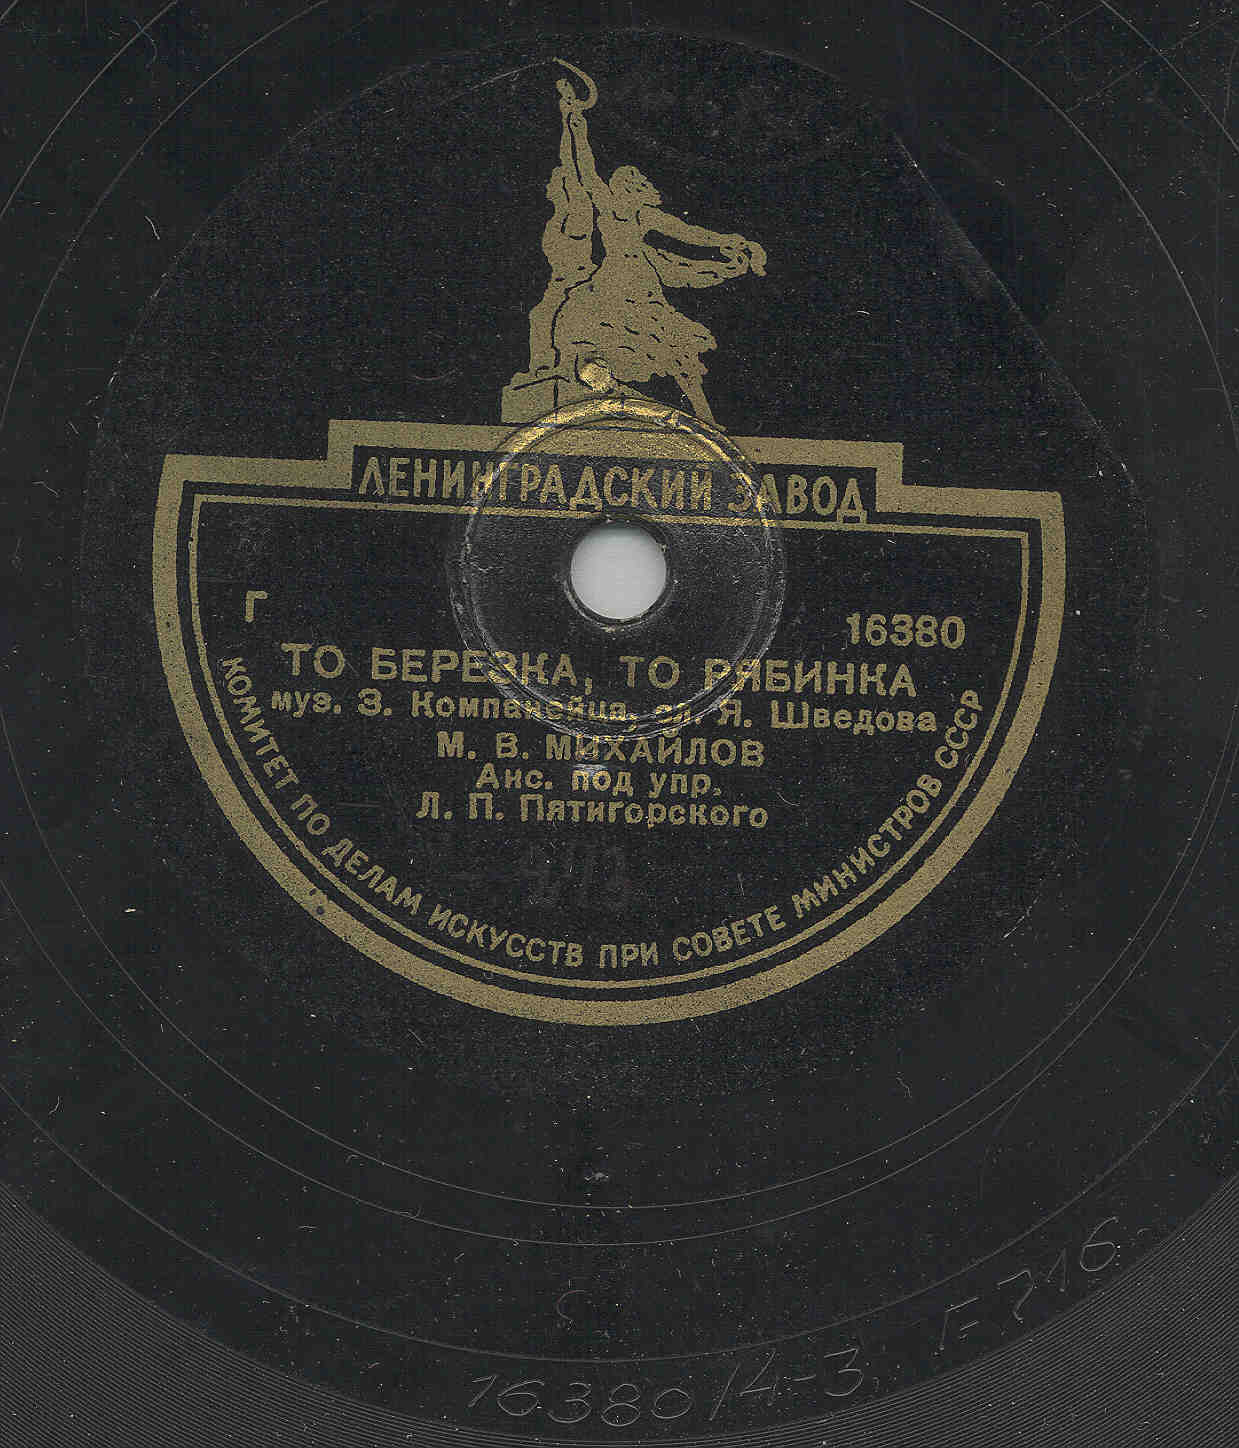 ЛЕНИНГРАДСКИЙ ЗАВОД
Г
16380
ТО БЕРЕЗКА, ТО РЯБИНКА
муз. З. Компанейца, сл. Я. Шведова
М. В. МИХАЙЛОВ
Анс. под упр.
Л. П. Пятигорского
КОМИТЕТ ПО ДЕЛАМ ИСКУССТВ ПРИ СОВЕТЕ МИНИСТРОВ СССР
16380/4-3
F-716